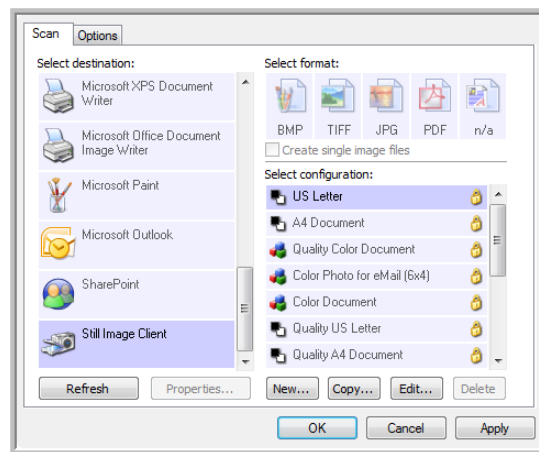 Scan
Options
Select destination:
Microsoft XPS Document
Writer
Microsoft Office Document
Image Writer
Microsoft Paint
Microsoft Outlook
SharePoint
Still Image Client
Refresh
Properties...
Select format:
BMP TIFF JPG PDF n/a
Create single image files
Select configuration:
US Letter
A4 Document
Quality Color Document
Color Photo for eMail (6x4)
Color Document
Quality US Letter
Quality A4 Document
New... Copy... Edit... Delete
OK Cancel Apply